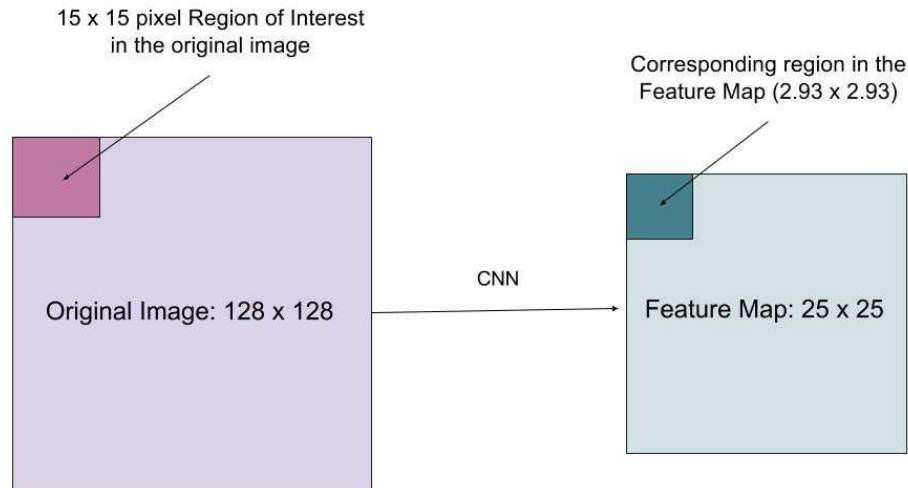 15 x 15 pixel Region of Interest
in the original image
Corresponding region in the
Feature Map (2.93 x 2.93)
CNN
Original Image: 128 x 128
Feature Map: 25 x 25